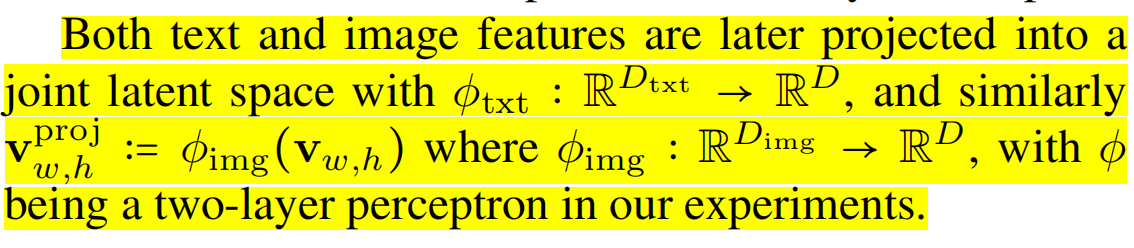 Both text and image features are later projected into a
joint latent space with ϕ_txt : ℝ^{D_txt} → ℝ^D, and similarly
𝐯^{proj}_{w,h} := ϕ_img(𝐯_{w,h}) where ϕ_img : ℝ^{D_img} → ℝ^D, with ϕ
being a two-layer perceptron in our experiments.